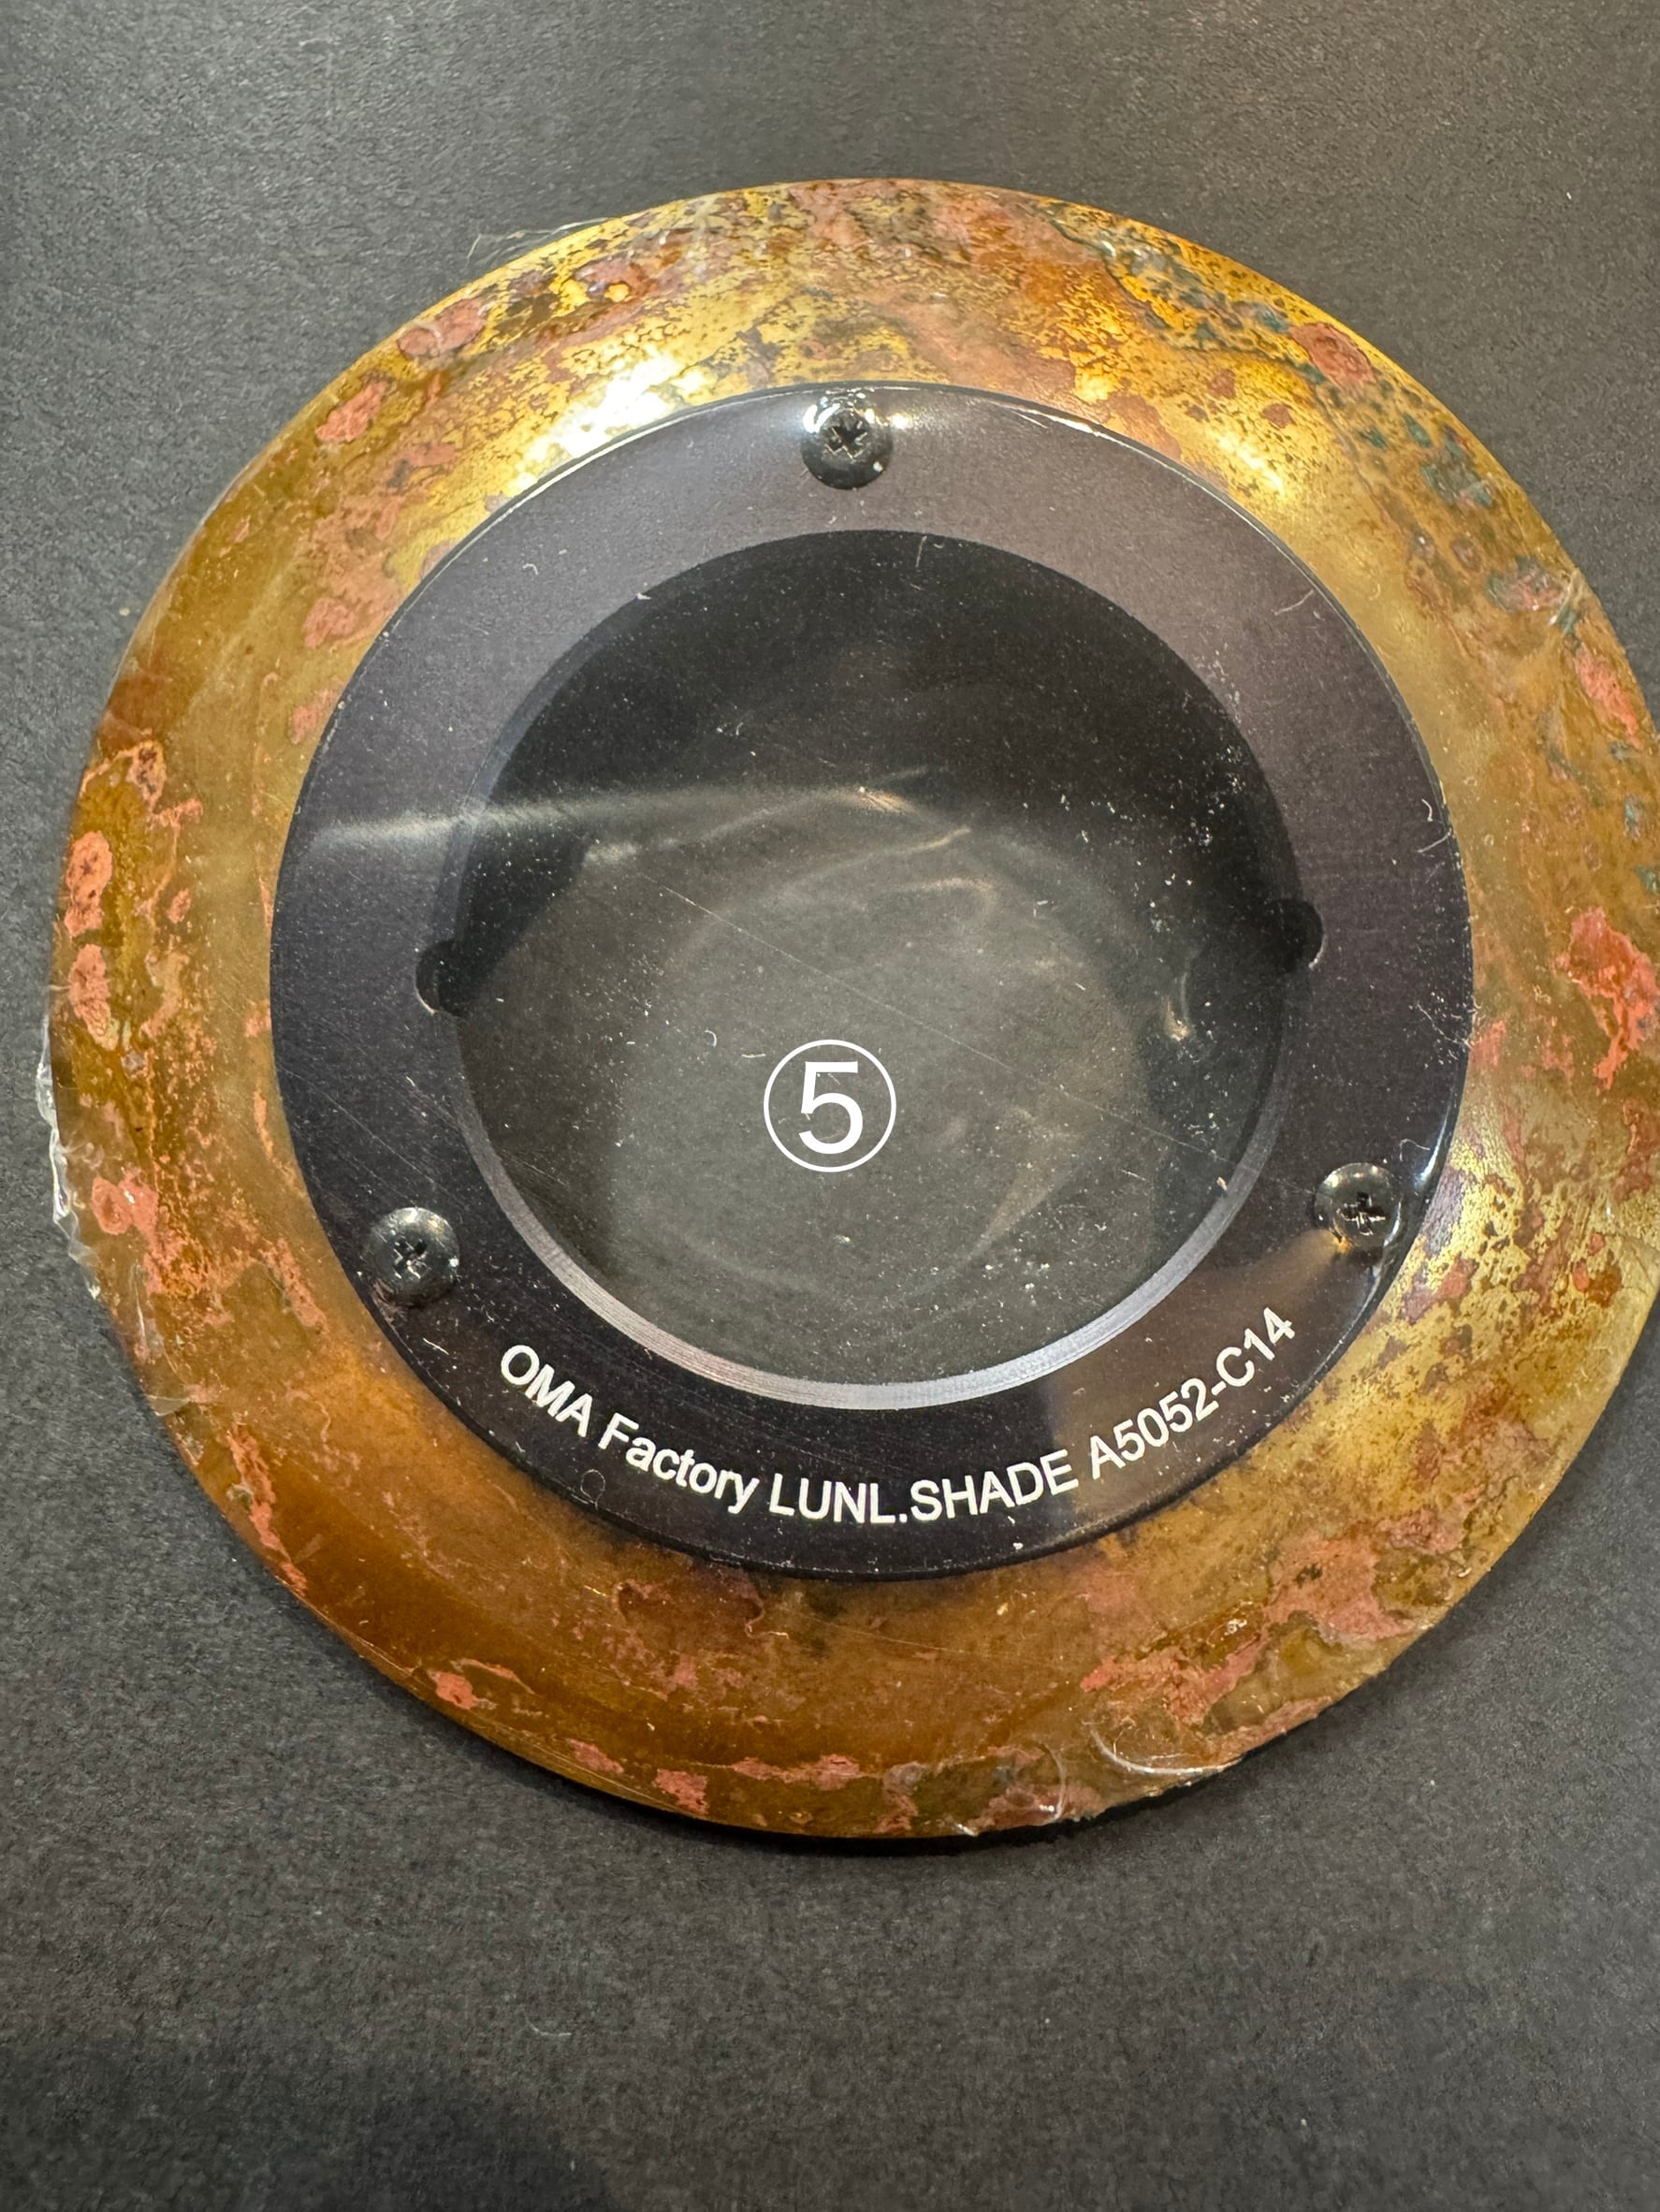 ⑤
OMA Factory LUNL.SHADE A5052-C14